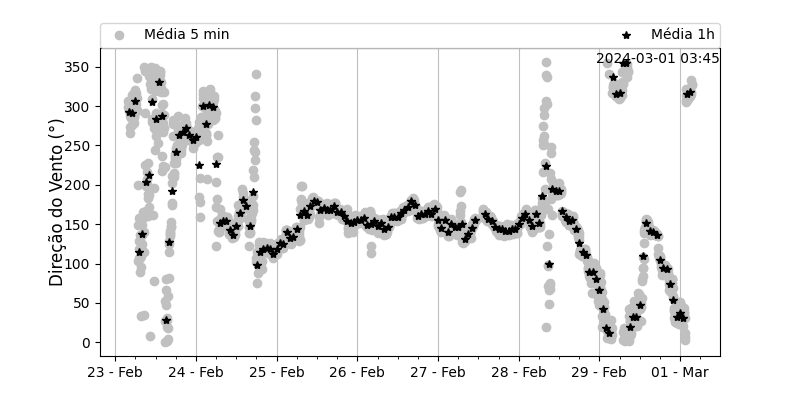 Média 5 min
Média 1h
2024-03-01 03:45
Direção do Vento (°)
350
300
250
200
150
100
50
0
23 - Feb
24 - Feb
25 - Feb
26 - Feb
27 - Feb
28 - Feb
29 - Feb
01 - Mar